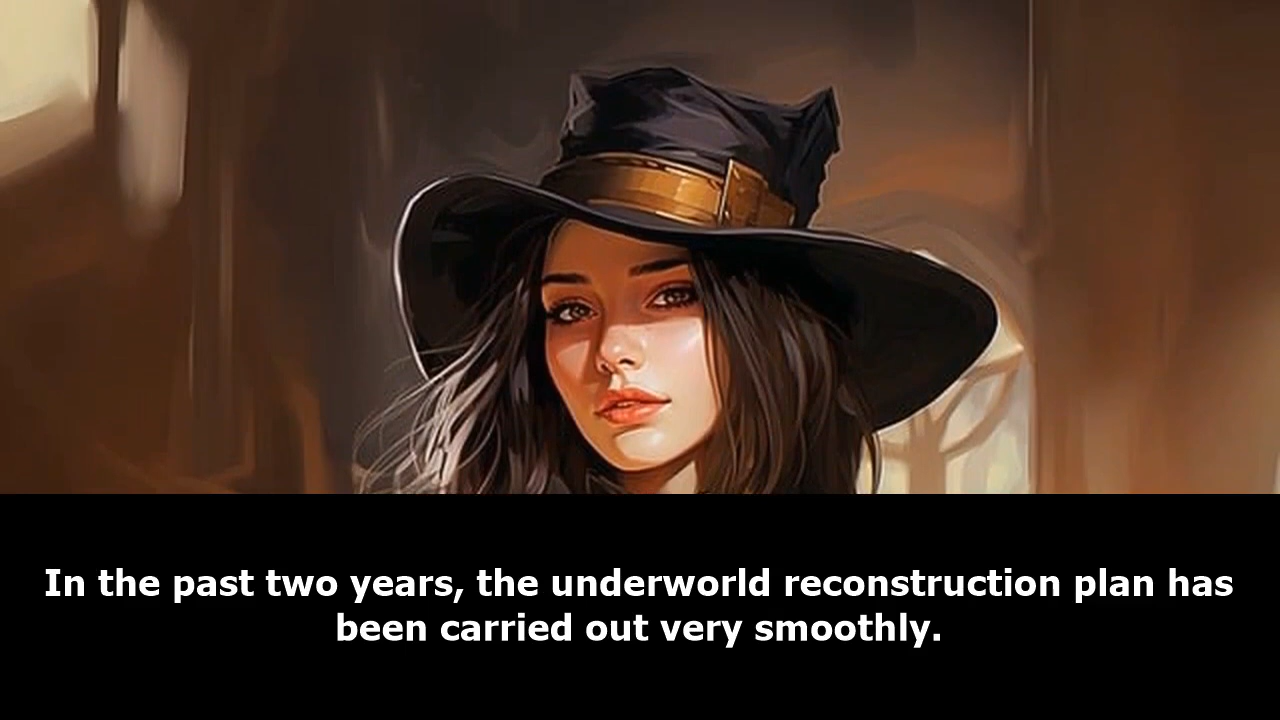 In the past two years, the underworld reconstruction plan has
been carried out very smoothly.